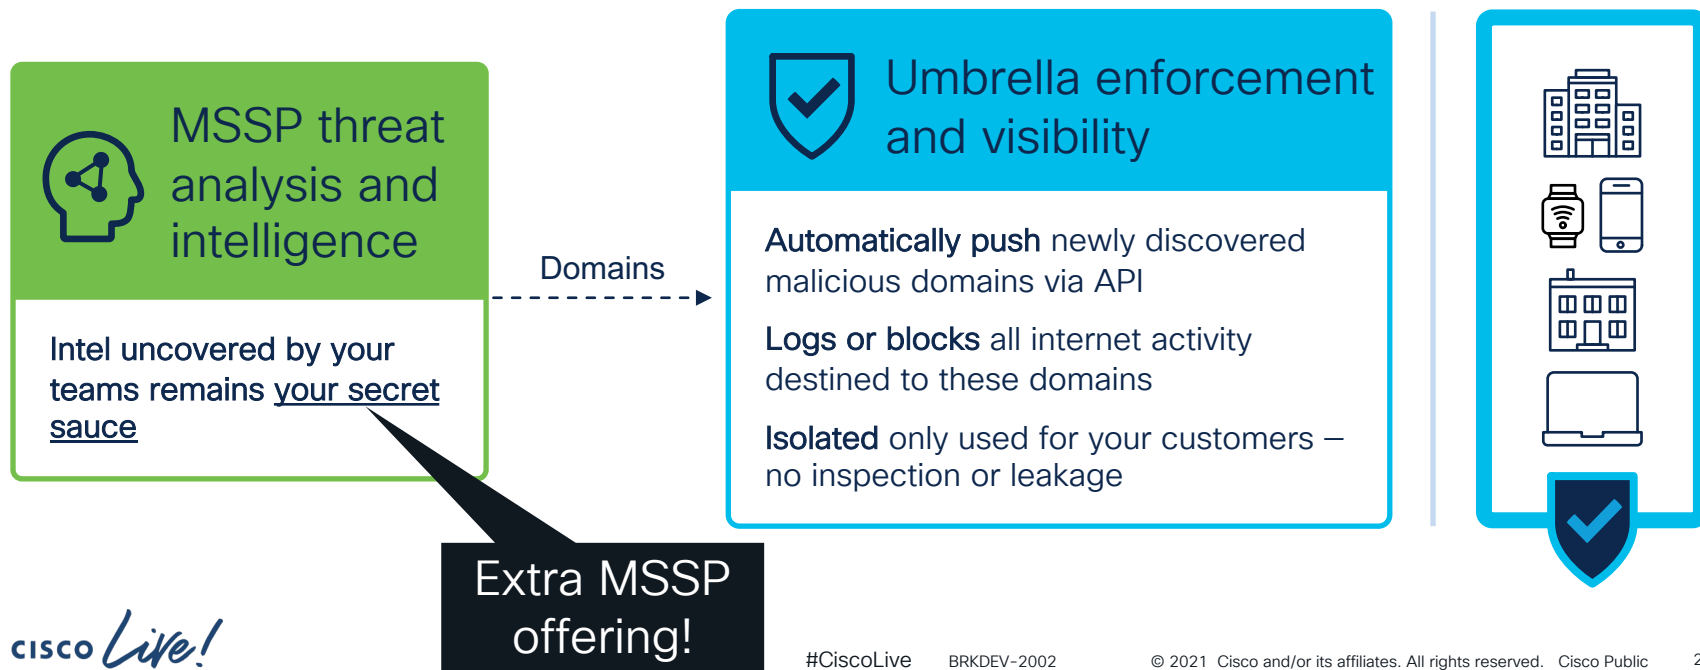 MSSP threat
analysis and
intelligence
Intel uncovered by your
teams remains your secret
sauce
Domains
Umbrella enforcement
and visibility
Automatically push newly discovered
malicious domains via API
Logs or blocks all internet activity
destined to these domains
Isolated only used for your customers –
no inspection or leakage
Extra MSSP
offering!
CISCO Live!
#CiscoLive BRKDEV-2002 © 2021 Cisco and/or its affiliates. All rights reserved. Cisco Public 2